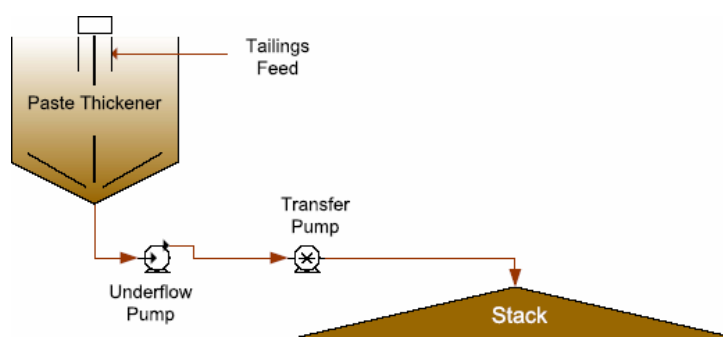 Tailings
Feed
Paste Thickener
Transfer
Pump
Underflow
Pump
Stack